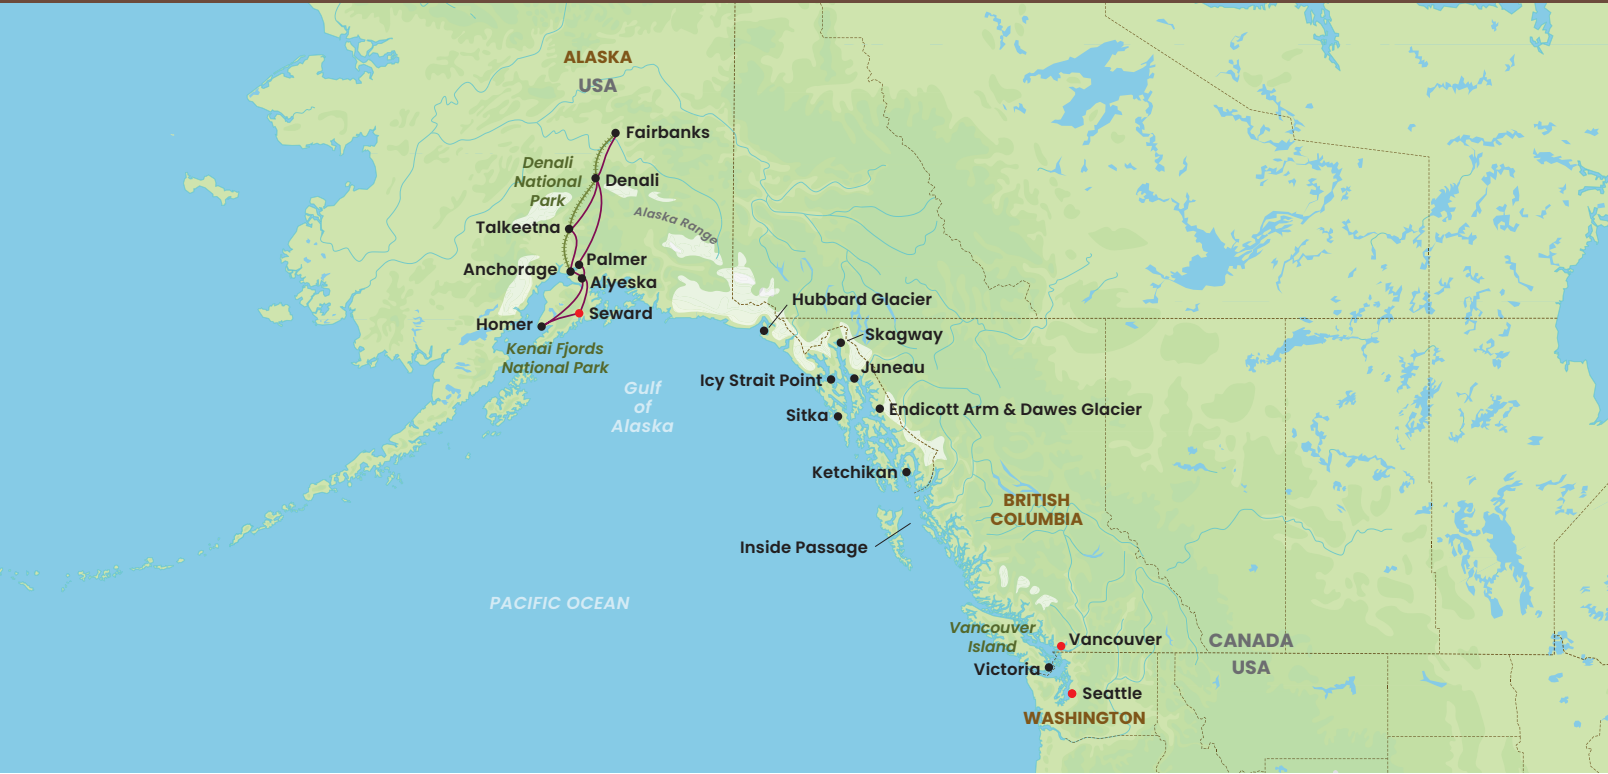 ALASKA
USA
Fairbanks
Denali
National
Park
Denali
Alaska Range
Talkeetna
Palmer
Anchorage
Alyeska
Hubbard Glacier
Seward
Homer
Skagway
Kenai Fjords
National Park
Juneau
Icy Strait Point
Gulf
of
Alaska
Endicott Arm & Dawes Glacier
Sitka
Ketchikan
BRITISH
COLUMBIA
Inside Passage
PACIFIC OCEAN
Vancouver
Island
Vancouver
CANADA
USA
Victoria
Seattle
WASHINGTON